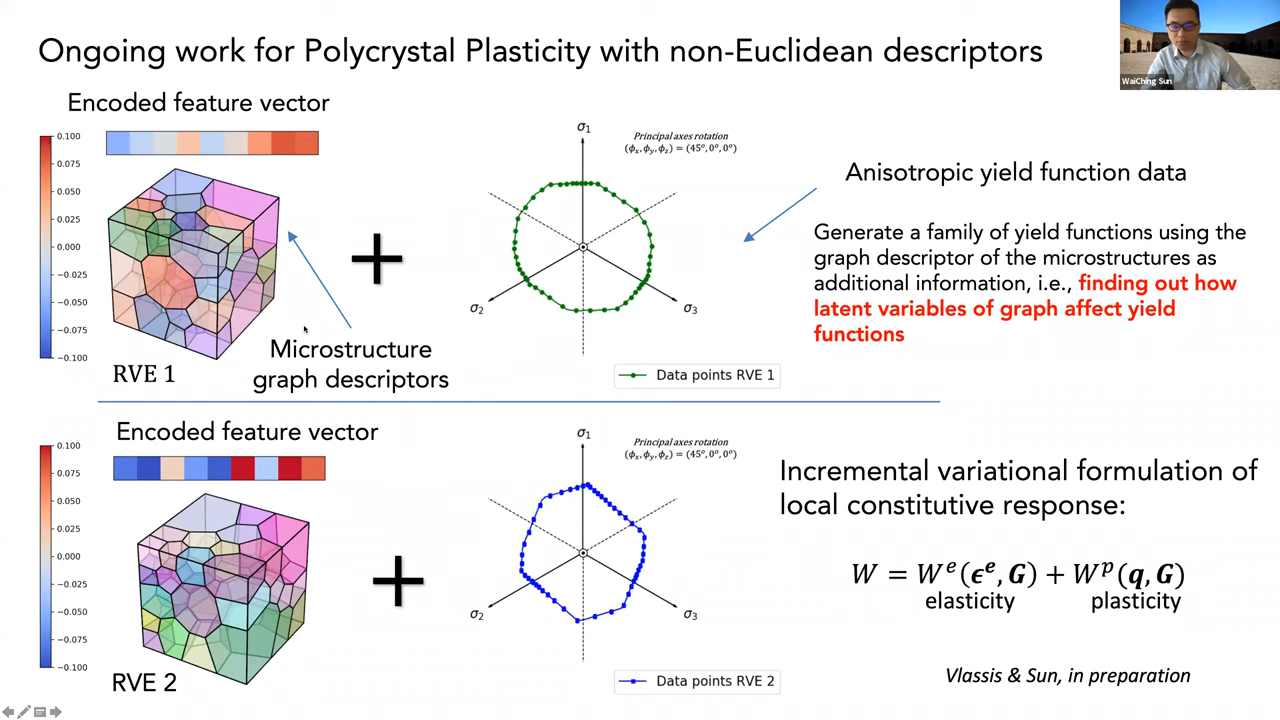 Ongoing work for Polycrystal Plasticity with non-Euclidean descriptors
WaiChing Sun
Encoded feature vector
0.100
0.075
0.050
0.025
0.000
−0.025
−0.050
−0.075
−0.100
RVE 1
+
Microstructure
graph descriptors
σ₁
σ₂
σ₃
Principal axes rotation
(ϕₓ, ϕᵧ, ϕ_z) = (45°, 0°, 0°)
Data points RVE 1
Anisotropic yield function data
Generate a family of yield functions using the
graph descriptor of the microstructures as
additional information, i.e., finding out how
latent variables of graph affect yield
functions
Encoded feature vector
0.100
0.075
0.050
0.025
0.000
−0.025
−0.050
−0.075
−0.100
RVE 2
+
σ₁
σ₂
σ₃
Principal axes rotation
(ϕₓ, ϕᵧ, ϕ_z) = (45°, 0°, 0°)
Data points RVE 2
Incremental variational formulation of
local constitutive response:
W = Wᵉ(ϵᵉ, G) + Wᵖ(q, G)
elasticity plasticity
Vlassis & Sun, in preparation